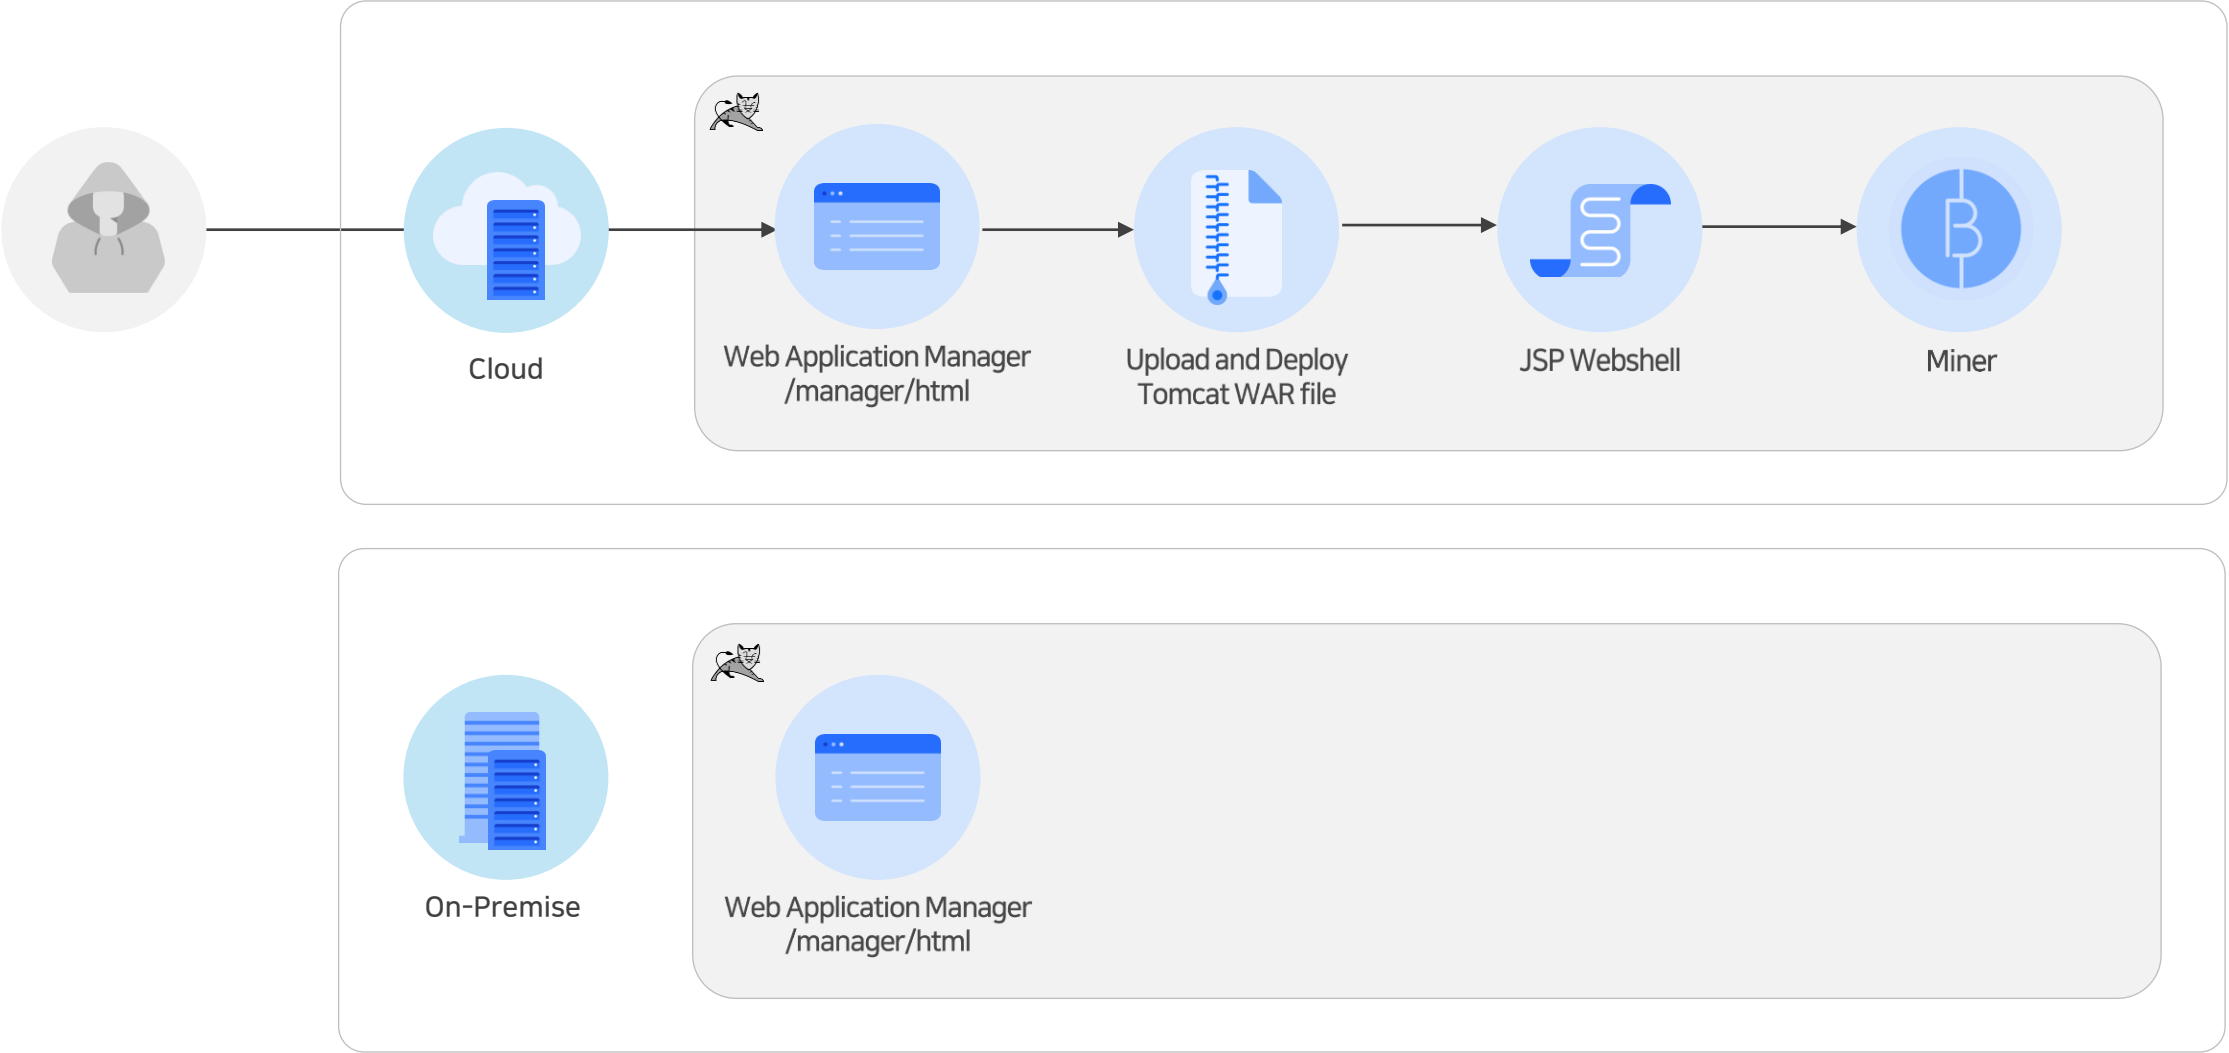 Cloud
Web Application Manager
/manager/html
Upload and Deploy
Tomcat WAR file
JSP Webshell
Miner
On-Premise
Web Application Manager
/manager/html